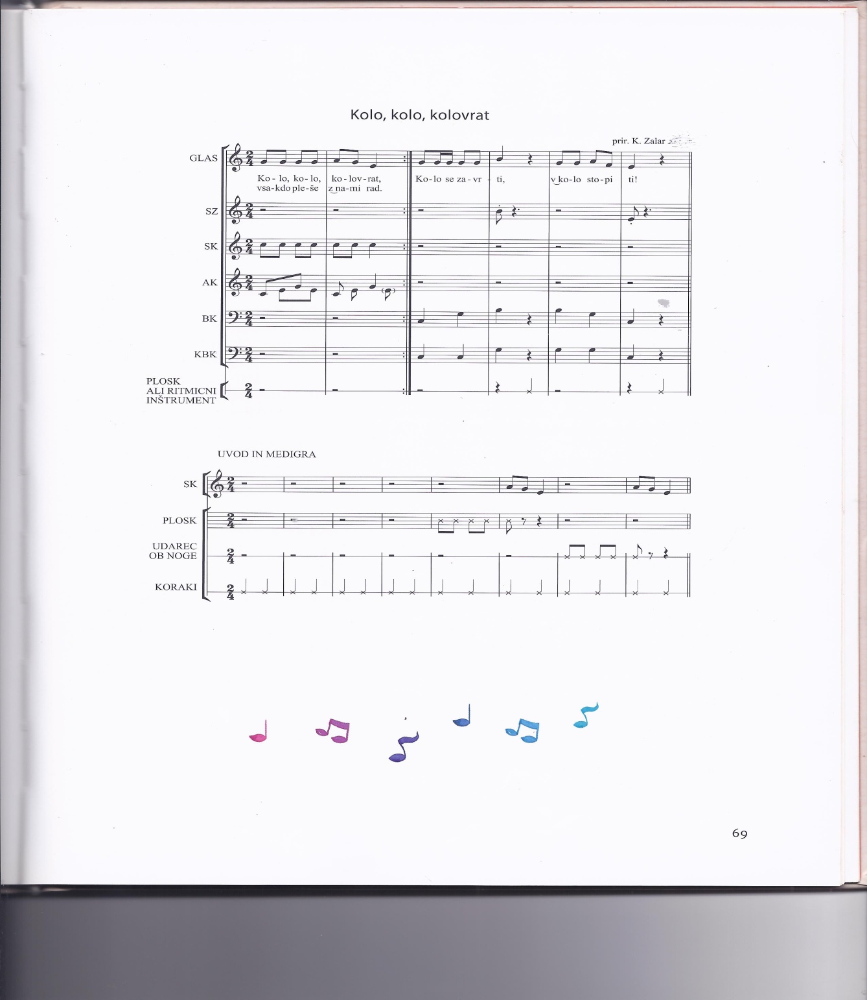 Kolo, kolo, kolovrat
prir. K. Zalar
GLAS
Ko - lo, ko - lo, ko - lov - rat, Ko - lo se za - vr - ti, v ko - lo sto - pi ti!
vsa - kdo ple - še z na - mi rad.
SZ
SK
AK
BK
KBK
PLOSK
ALI RITMICNI
INŠTRUMENT
UVOD IN MEDIGRA
SK
PLOSK
UDAREC
OB NOGE
KORAKI
69